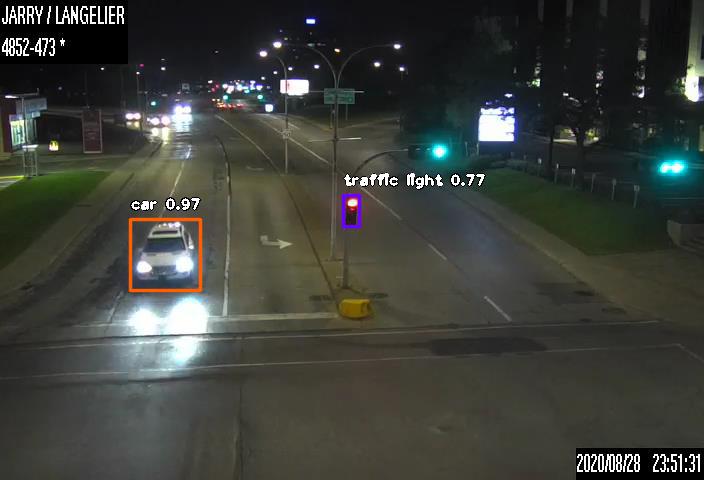 JARRY / LANGELIER
4852-473 *
traffic light 0.77
car 0.97
2020/08/28 23:51:31